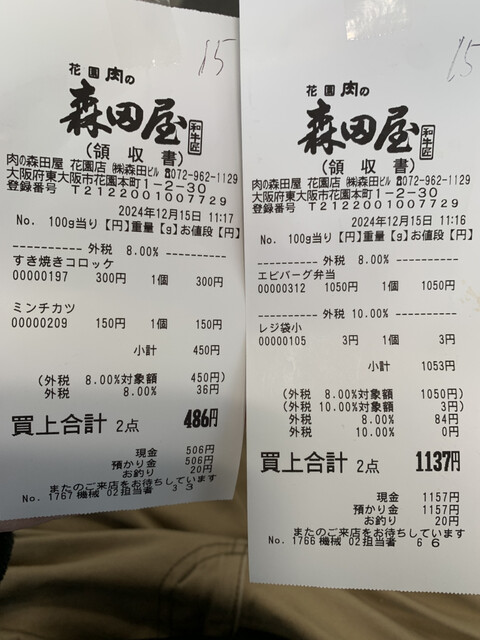 15
花園 肉の
森田屋
和牛匠
(領収書)
肉の森田屋 花園店 ㈱森田ビル ☎072-962-1129
大阪府東大阪市花園本町1-2-30
登録番号 T2122001007729
2024年12月15日 11:17
No. 100g当り【円】重量【g】お値段【円】
---------- 外税 8.00% ----------
すき焼きコロッケ
00000197 300円 1個 300円
ミンチカツ
00000209 150円 1個 150円
小計 450円
(外税 8.00%対象額 450円)
外税 8.00% 36円
買上合計 2点 486円
現金 506円
預かり金 506円
お釣り 20円
またのご来店をお待ちしています
No. 1767機械 02担当者 3 3
15
花園 肉の
森田屋
和牛匠
(領収書)
肉の森田屋 花園店 ㈱森田ビル ☎072-962-1129
大阪府東大阪市花園本町1-2-30
登録番号 T2122001007729
2024年12月15日 11:16
No. 100g当り【円】重量【g】お値段【円】
---------- 外税 8.00% ----------
エビバーグ弁当
00000312 1050円 1個 1050円
---------- 外税 10.00% ----------
レジ袋小
00000105 3円 1個 3円
小計 1053円
(外税 8.00%対象額 1050円)
(外税 10.00%対象額 3円)
外税 8.00% 84円
外税 10.00% 0円
買上合計 2点 1137円
現金 1157円
預かり金 1157円
お釣り 20円
またのご来店をお待ちしています
No. 1766機械 02担当者 6 6